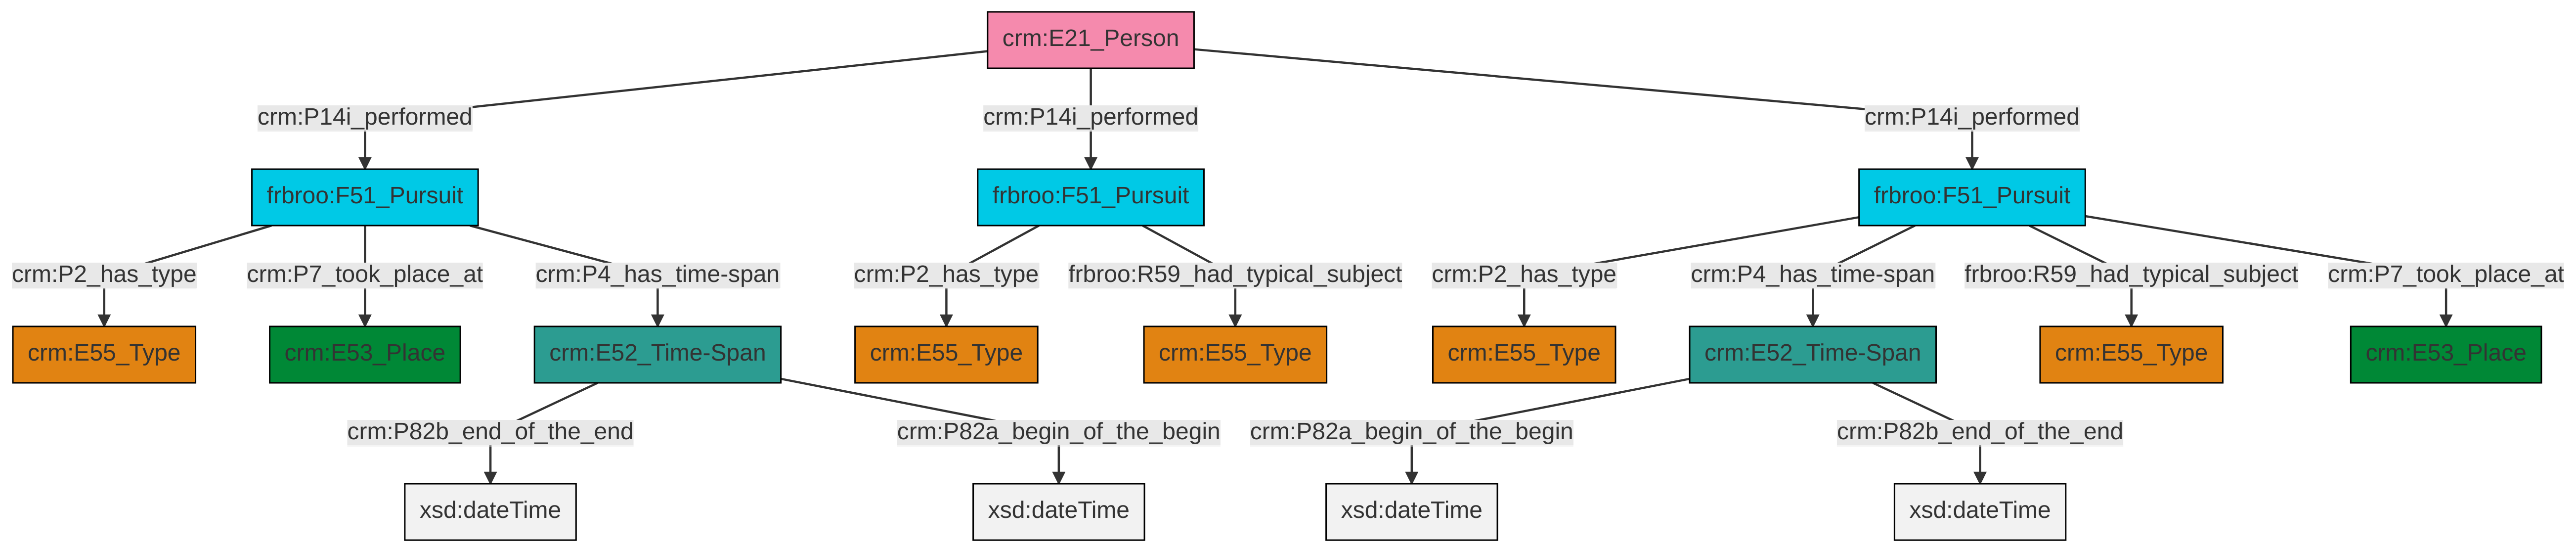 crm:E21_Person
crm:P14i_performed
crm:P14i_performed
crm:P14i_performed
frbroo:F51_Pursuit
frbroo:F51_Pursuit
frbroo:F51_Pursuit
crm:P2_has_type
crm:P7_took_place_at
crm:P4_has_time-span
crm:P2_has_type
frbroo:R59_had_typical_subject
crm:P2_has_type
crm:P4_has_time-span
frbroo:R59_had_typical_subject
crm:P7_took_place_at
crm:E55_Type
crm:E53_Place
crm:E52_Time-Span
crm:E55_Type
crm:E55_Type
crm:E55_Type
crm:E52_Time-Span
crm:E55_Type
crm:E53_Place
crm:P82b_end_of_the_end
crm:P82a_begin_of_the_begin
crm:P82a_begin_of_the_begin
crm:P82b_end_of_the_end
xsd:dateTime
xsd:dateTime
xsd:dateTime
xsd:dateTime